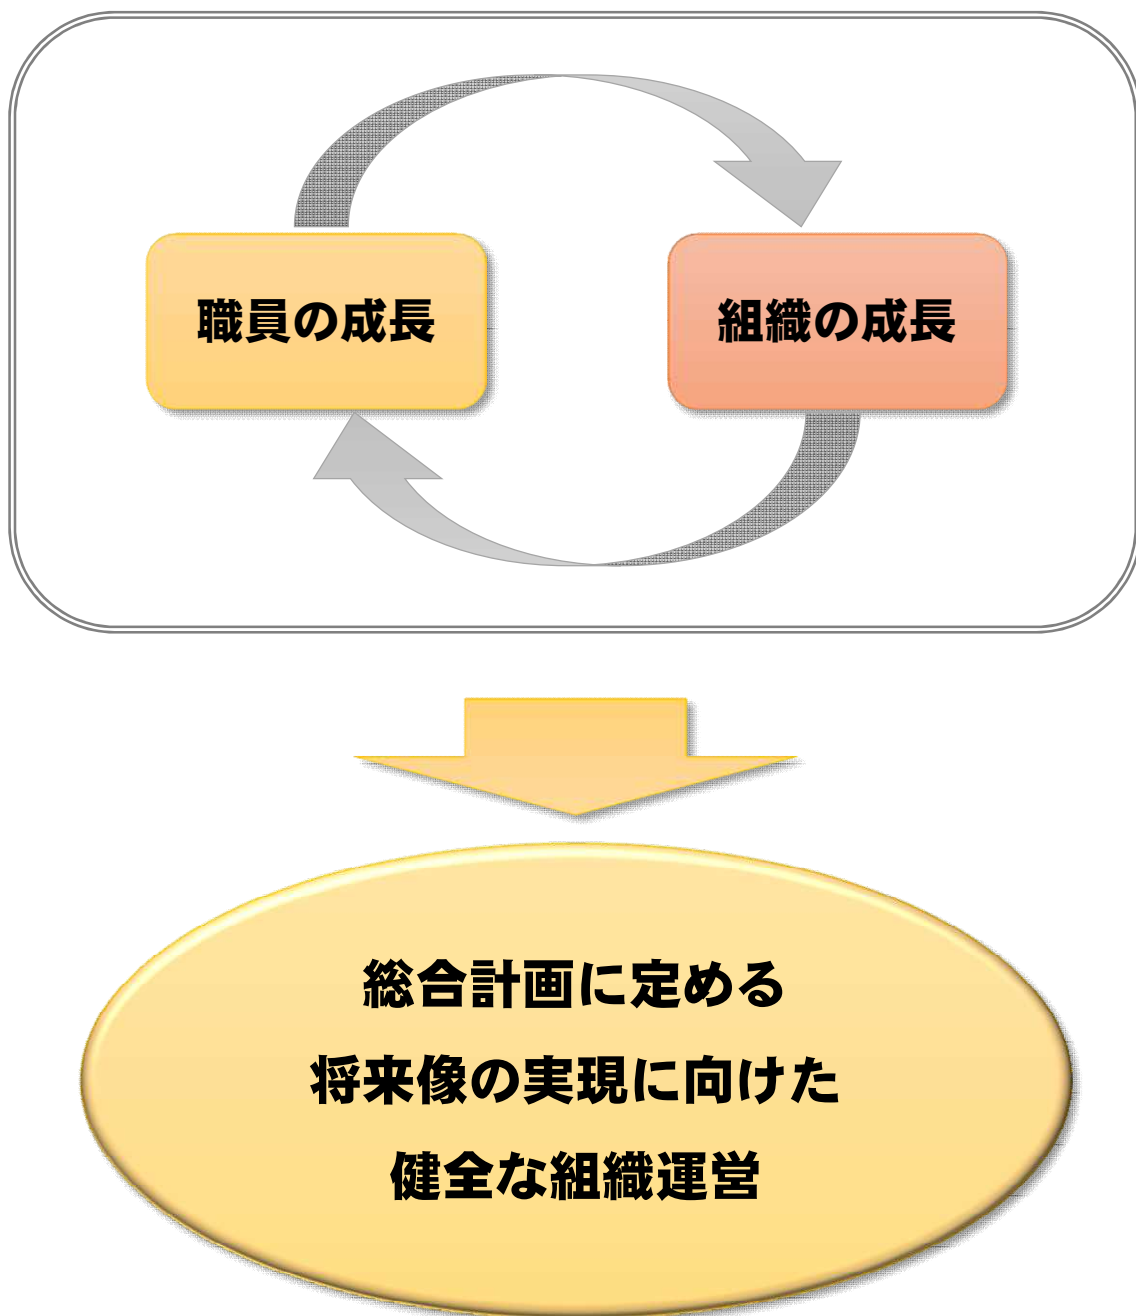 職員の成長
組織の成長
総合計画に定める
将来像の実現に向けた
健全な組織運営